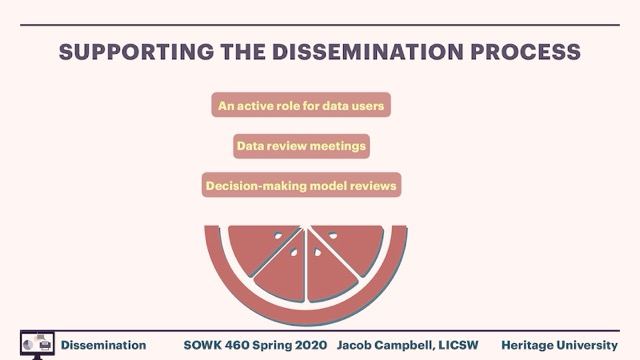 SUPPORTING THE DISSEMINATION PROCESS
An active role for data users
Data review meetings
Decision-making model reviews
Dissemination SOWK 460 Spring 2020 Jacob Campbell, LICSW Heritage University